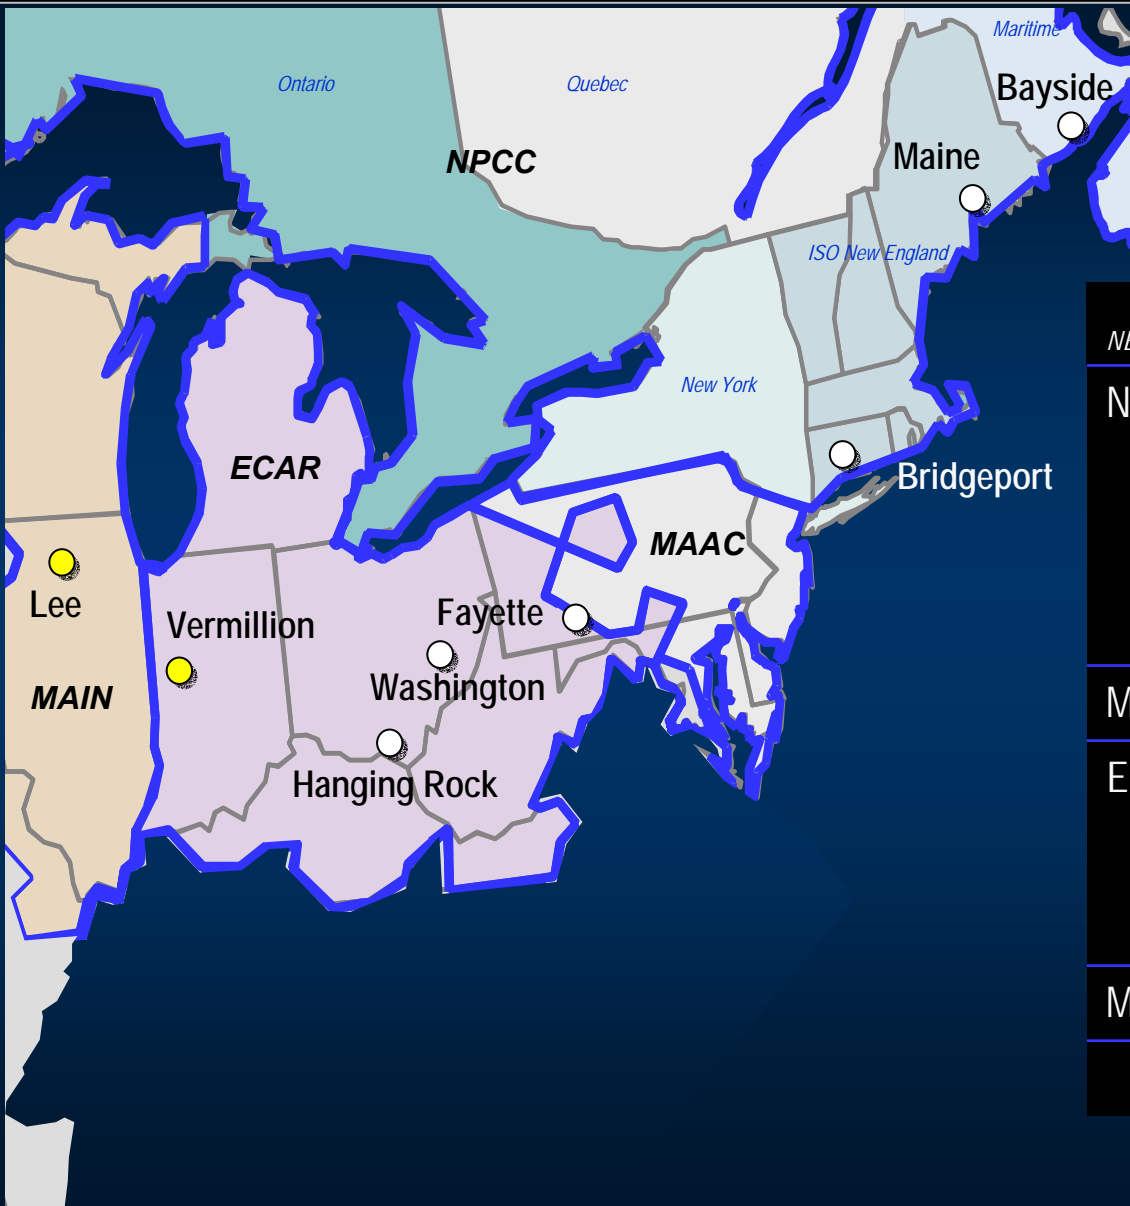 Maritime
Ontario
Quebec
Bayside
NPCC
Maine
ISO New England
New York
ECAR
Bridgeport
MAAC
Lee
Fayette
Vermillion
Washington
MAIN
Hanging Rock
NE
N
M
E
M